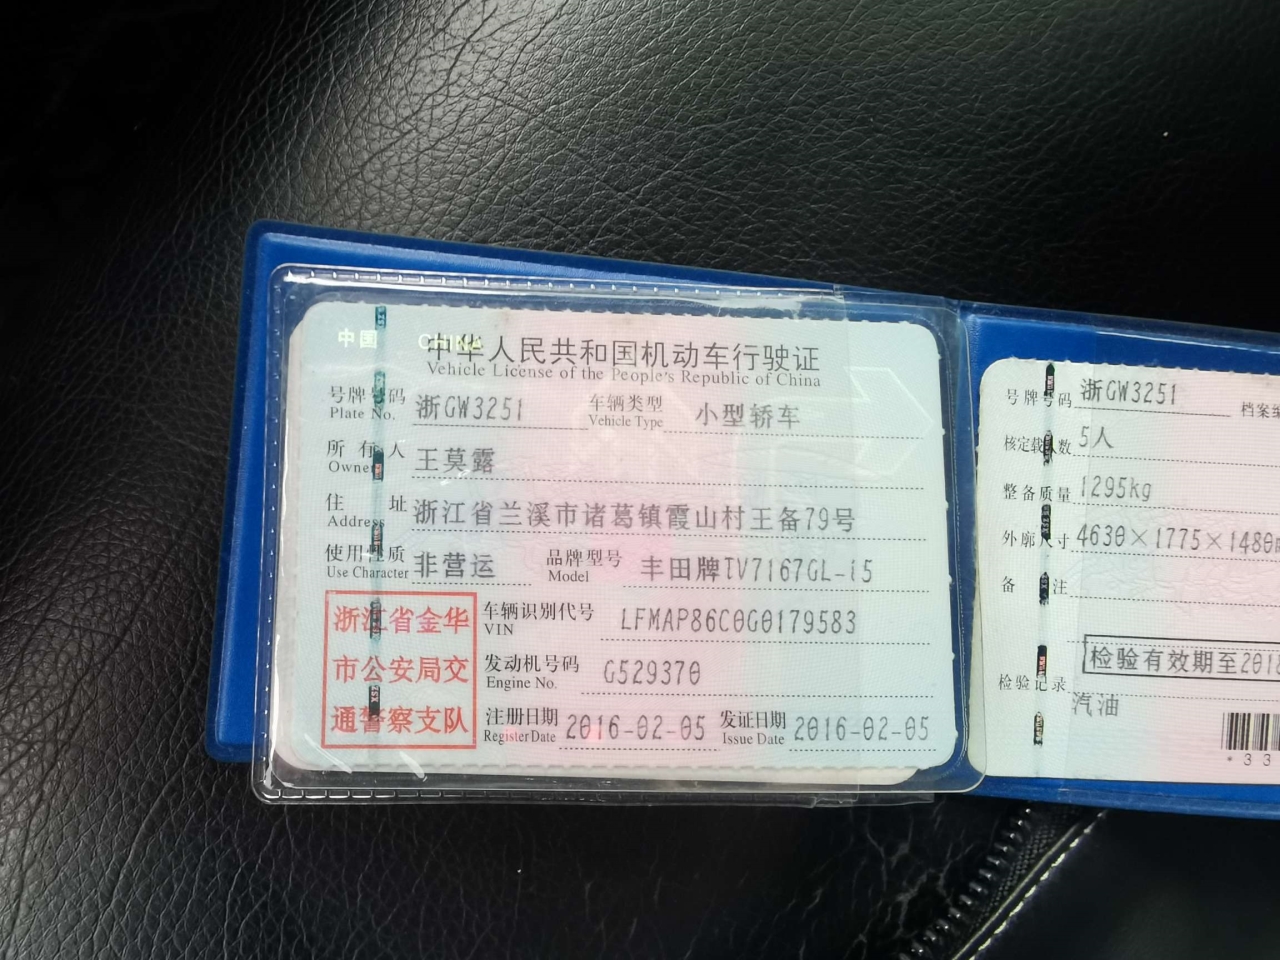 中国 CHINA
中华人民共和国机动车行驶证
Vehicle License of the People's Republic of China
号牌号码 浙GW3251 车辆类型 小型轿车
Plate No. Vehicle Type
所有人 王莫露
Owner
住址 浙江省兰溪市诸葛镇霞山村王备79号
Address
使用性质 非营运 品牌型号 丰田牌TV7167GL-i5
Use Character Model
浙江省金华
市公安局交
通警察支队
车辆识别代号 LFMAP86C0G0179583
VIN
发动机号码 G529370
Engine No.
注册日期 2016-02-05 发证日期 2016-02-05
Register Date Issue Date
号牌号码 浙GW3251 档案
核定载人数 5人
整备质量 1295kg
外廓尺寸 4630×1775×1480
备注
检验有效期至201
检验记录
汽油
*33